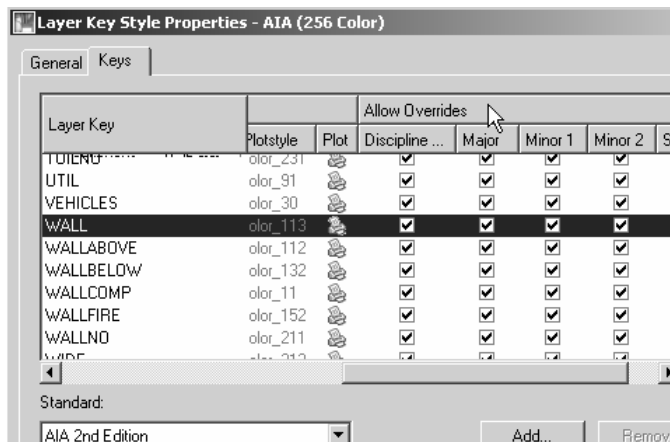 Layer Key Style Properties - AIA (256 Color)
General Keys
Layer Key Allow Overrides
Plotstyle Plot Discipline ... Major Minor 1 Minor 2 S
olor_231
UTIL olor_91
VEHICLES olor_30
WALL olor_113
WALLABOVE olor_112
WALLBELOW olor_132
WALLCOMP olor_11
WALLFIRE olor_152
WALLNO olor_211
Standard:
AIA 2nd Edition Add... Remov